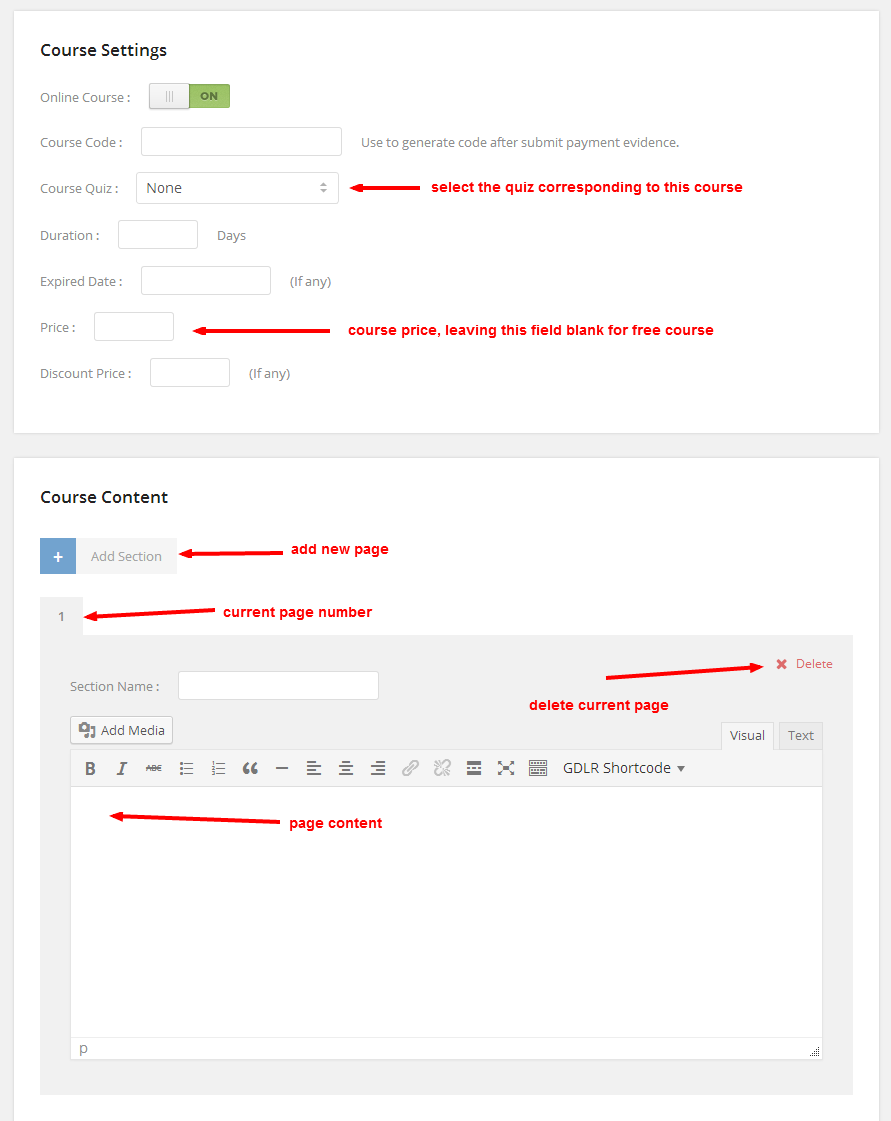 Course Settings
Online Course :
ON
Course Code :
Use to generate code after submit payment evidence.
Course Quiz :
None
select the quiz corresponding to this course
Duration :
Days
Expired Date :
(If any)
Price :
course price, leaving this field blank for free course
Discount Price :
(If any)
Course Content
+ Add Section
add new page
1
current page number
Delete
Section Name :
delete current page
Add Media
Visual
Text
B I ABC
GDLR Shortcode
page content
p